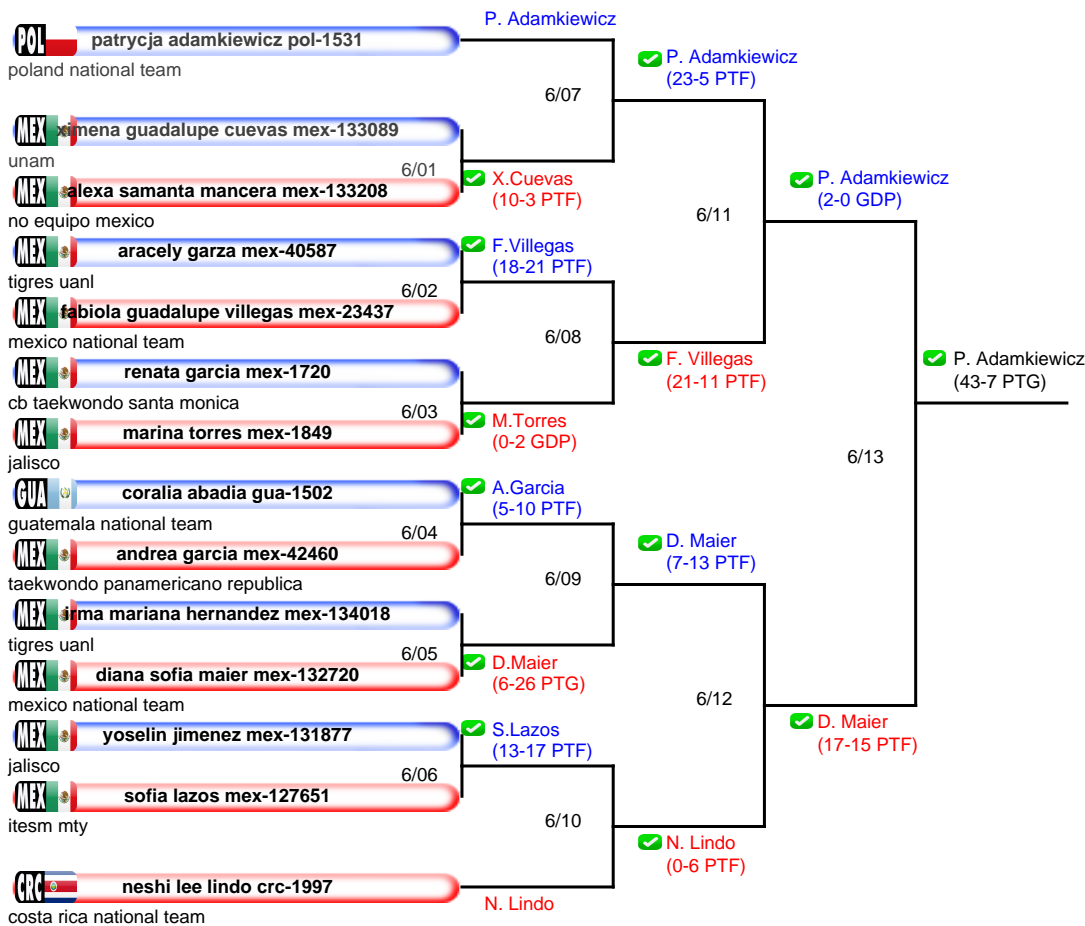 P. Adamkiewicz
POL patrycja adamkiewicz pol-1531
poland national team
P. Adamkiewicz
(23-5 PTF)
6/07
MEX ximena guadalupe cuevas mex-133089
unam
6/01
MEX alexa samanta mancera mex-133208
no equipo mexico
X.Cuevas
(10-3 PTF)
P. Adamkiewicz
(2-0 GDP)
6/11
MEX aracely garza mex-40587
tigres uanl
F.Villegas
(18-21 PTF)
6/02
MEX fabiola guadalupe villegas mex-23437
mexico national team
6/08
MEX renata garcia mex-1720
cb taekwondo santa monica
F. Villegas
(21-11 PTF)
P. Adamkiewicz
(43-7 PTG)
6/03
MEX marina torres mex-1849
jalisco
M.Torres
(0-2 GDP)
6/13
GUA coralia abadia gua-1502
guatemala national team
A.Garcia
(5-10 PTF)
6/04
MEX andrea garcia mex-42460
taekwondo panamericano republica
D. Maier
(7-13 PTF)
6/09
MEX irma mariana hernandez mex-134018
tigres uanl
6/05
MEX diana sofia maier mex-132720
mexico national team
D.Maier
(6-26 PTG)
6/12
MEX yoselin jimenez mex-131877
jalisco
S.Lazos
(13-17 PTF)
D. Maier
(17-15 PTF)
6/06
MEX sofia lazos mex-127651
itesm mty
6/10
N. Lindo
(0-6 PTF)
CRC neshi lee lindo crc-1997
costa rica national team
N. Lindo